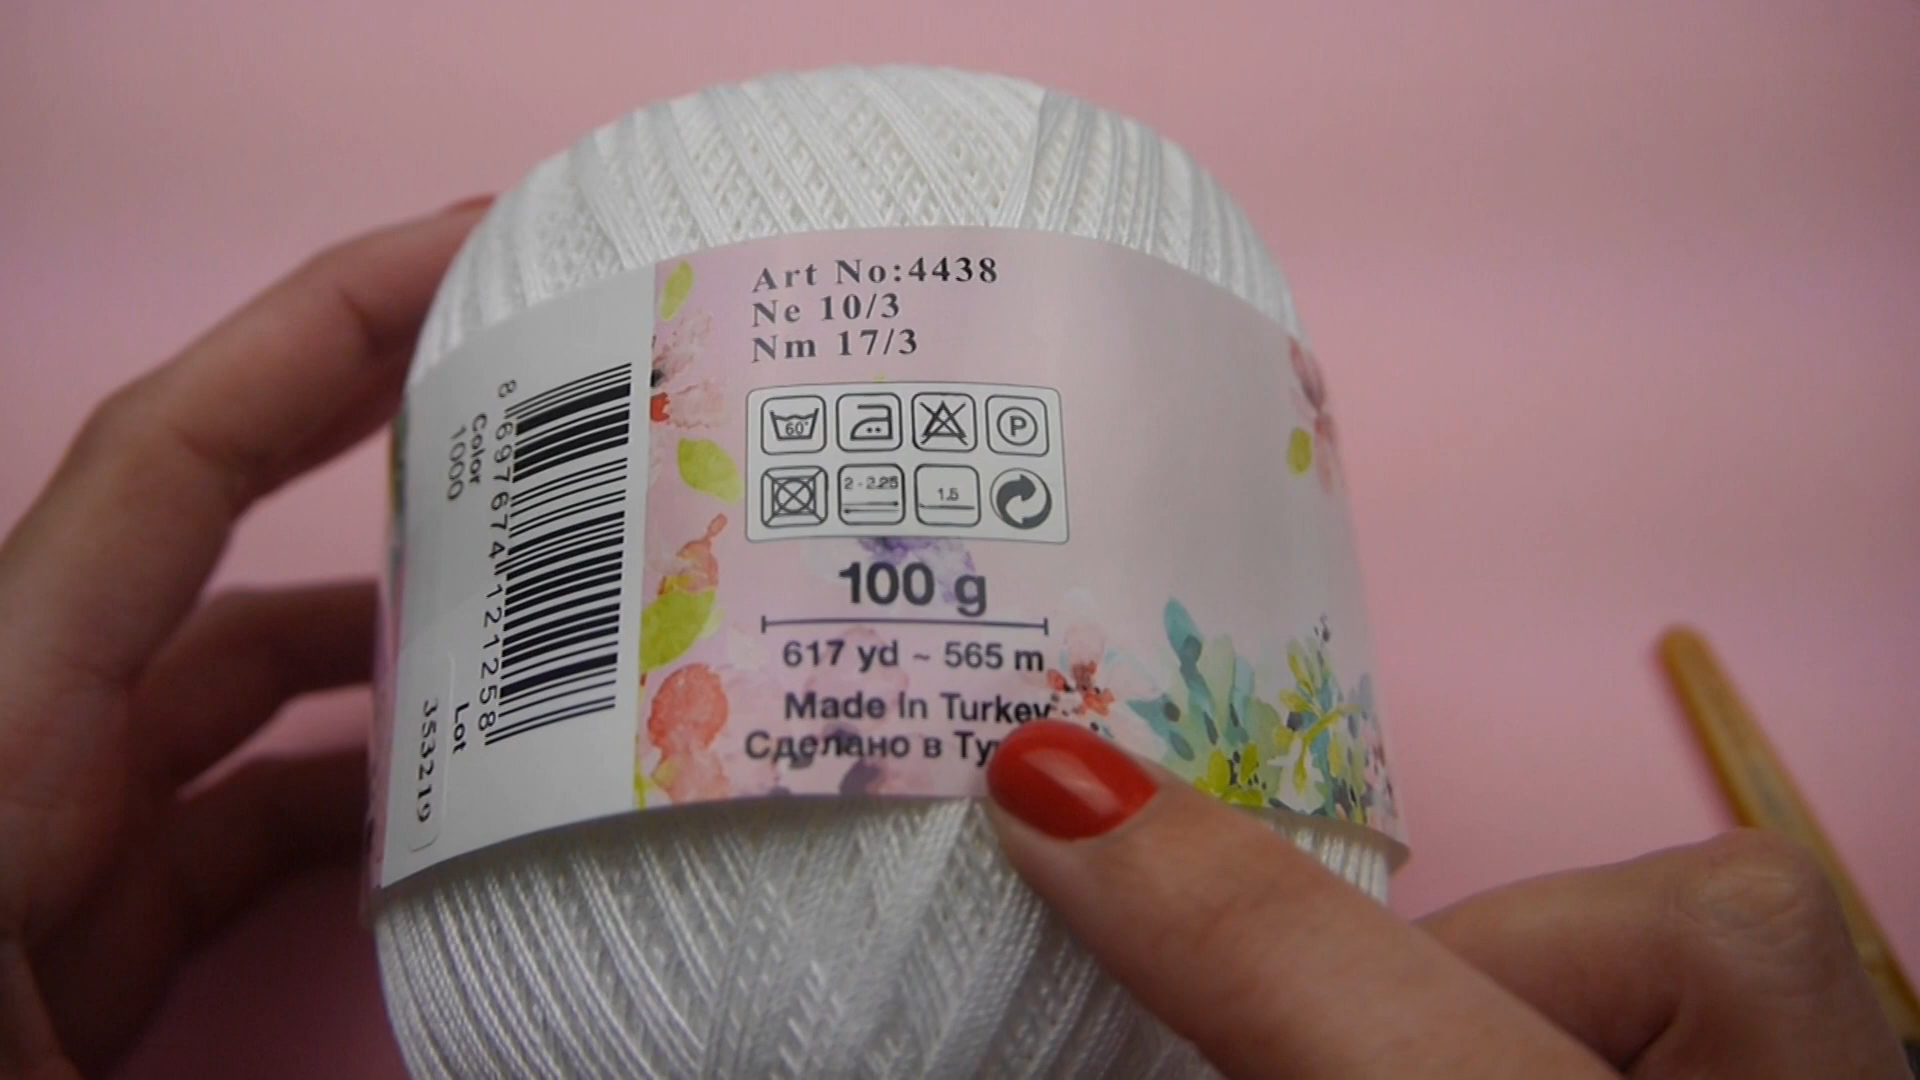 Art No:4438
Ne 10/3
Nm 17/3
60°
P
2 - 2.25
1.5
100 g
617 yd ~ 565 m
Made In Turkey
Сделано в
8 697674 121258
Color
1000
Lot
353219